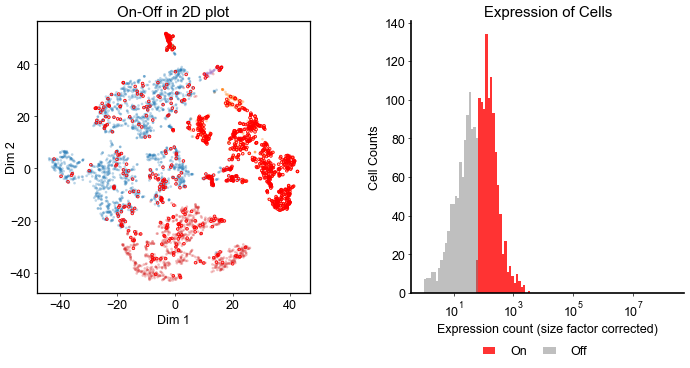 On-Off in 2D plot
Dim 2
40
20
0
−20
−40
−40 −20 0 20 40
Dim 1
Expression of Cells
Cell Counts
140
120
100
80
60
40
20
0
10^1 10^3 10^5 10^7
Expression count (size factor corrected)
On Off